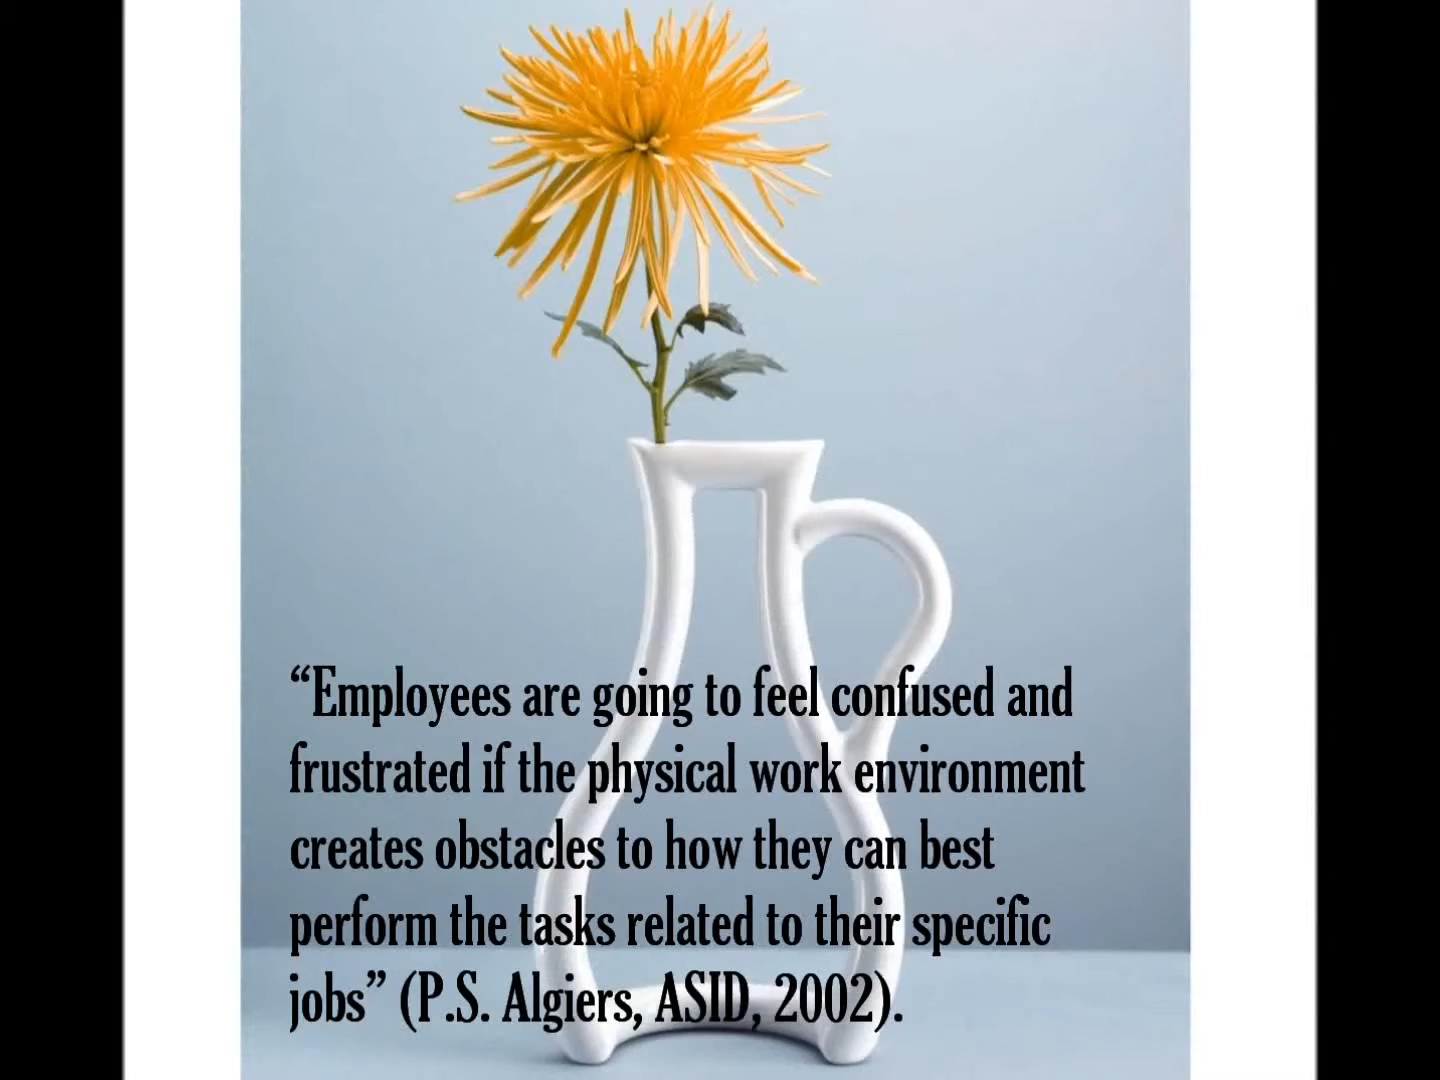 “Employees are going to feel confused and
frustrated if the physical work environment
creates obstacles to how they can best
perform the tasks related to their specific
jobs” (P.S. Algiers, ASID, 2002).